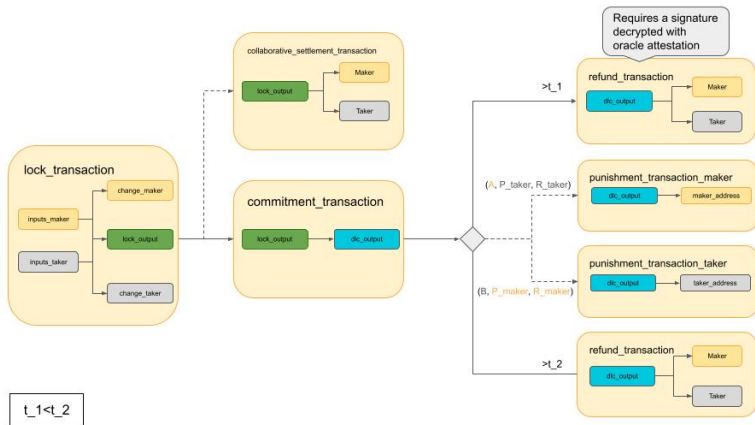 Requires a signature
decrypted with
oracle attestation
collaborative_settlement_transaction
lock_output
Maker
Taker
>t_1
refund_transaction
dlc_output
Maker
Taker
lock_transaction
change_maker
inputs_maker
lock_output
inputs_taker
change_taker
commitment_transaction
lock_output
dlc_output
(A, P_taker, R_taker)
punishment_transaction_maker
dlc_output
maker_address
punishment_transaction_taker
dlc_output
taker_address
(B, P_maker, R_maker)
>t_2
refund_transaction
dlc_output
Maker
Taker
t_1<t_2